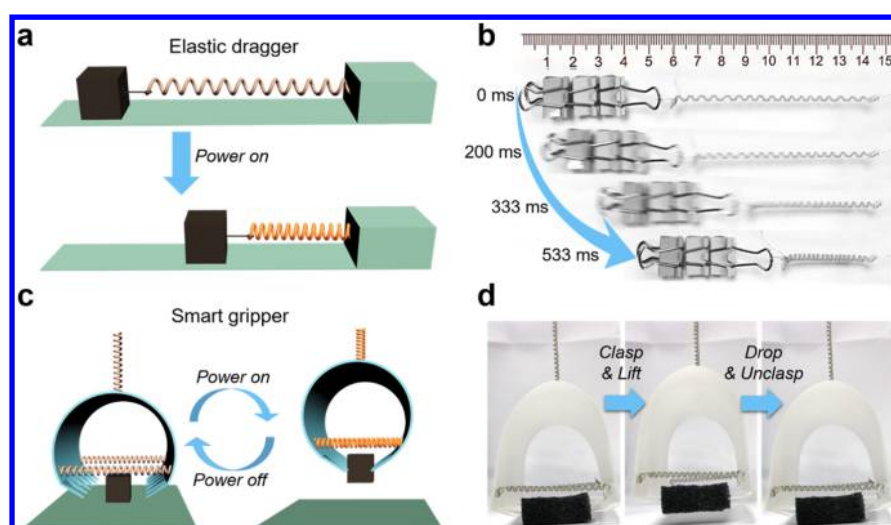 a
Elastic dragger
Power on
b
1 2 3 4 5 6 7 8 9 10 11 12 13 14 15
0 ms
200 ms
333 ms
533 ms
c
Smart gripper
Power on
Power off
d
Clasp
& Lift
Drop
& Unclasp